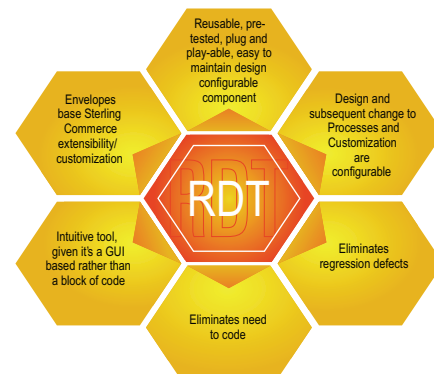 Reusable, pre-
tested, plug and
play-able, easy to
maintain design
configurable
component
Envelopes
base Sterling
Commerce
extensibility/
customization
Design and
subsequent change to
Processes and
Customization
are
configurable
RDT
RDT
Intuitive tool,
given it's a GUI
based rather than
a block of code
Eliminates
regression defects
Eliminates need
to code